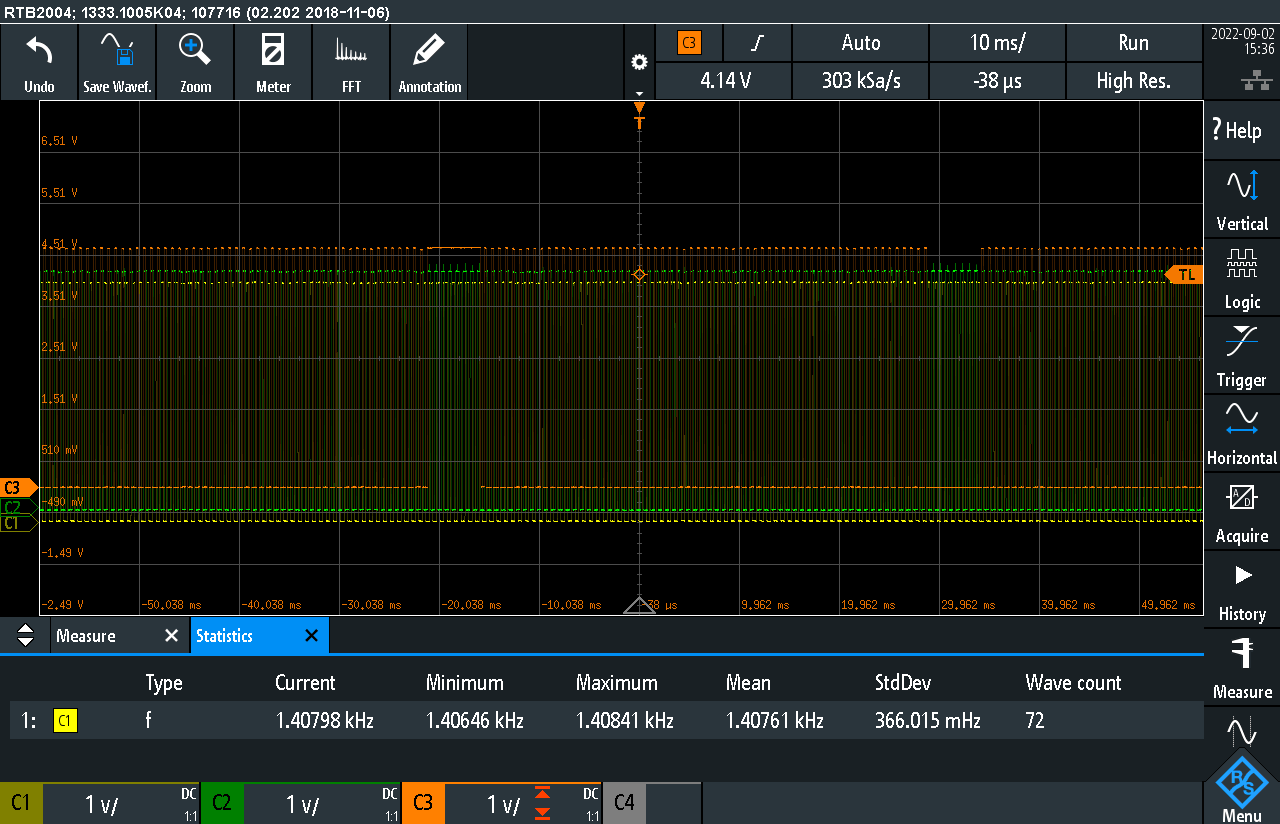 RTB2004; 1333.1005K04; 107716 (02.202 2018-11-06)
Undo
Save Wavef.
Zoom
Meter
FFT
Annotation
C3
Auto
10 ms/
Run
4.14 V
303 kSa/s
-38 µs
High Res.
2022-09-02
15:36
? Help
Vertical
Logic
Trigger
Horizontal
A/D
Acquire
History
Measure
R&S
Menu
T
6.51 V
5.51 V
4.51 V
TL
3.51 V
2.51 V
1.51 V
510 mV
C3
-490 mV
C2
C1
-1.49 V
-2.49 V
-50.038 ms
-40.038 ms
-30.038 ms
-20.038 ms
-10.038 ms
-38 µs
9.962 ms
19.962 ms
29.962 ms
39.962 ms
49.962 ms
Measure
Statistics
Type Current Minimum Maximum Mean StdDev Wave count
1: C1 f 1.40798 kHz 1.40646 kHz 1.40841 kHz 1.40761 kHz 366.015 mHz 72
C1 1 V/ DC 1:1
C2 1 V/ DC 1:1
C3 1 V/ DC 1:1
C4